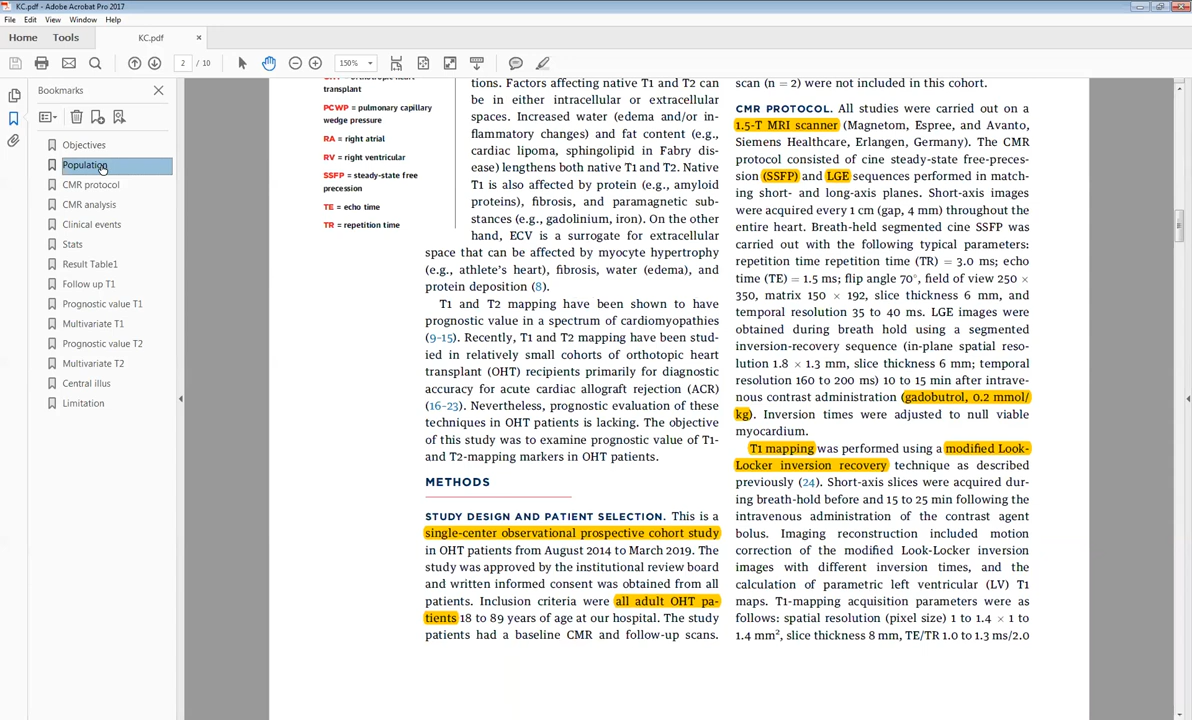 KC.pdf - Adobe Acrobat Pro 2017
File Edit View Window Help
Home Tools KC.pdf ×
2 / 10 150%
Bookmarks
Objectives
Population
CMR protocol
CMR analysis
Clinical events
Stats
Result Table1
Follow up T1
Prognostic value T1
Multivariate T1
Prognostic value T2
Multivariate T2
Central illus
Limitation
transplant
PCWP = pulmonary capillary
wedge pressure
RA = right atrial
RV = right ventricular
SSFP = steady-state free
precession
TE = echo time
TR = repetition time
tions. Factors affecting native T1 and T2 can
be in either intracellular or extracellular
spaces. Increased water (edema and/or in-
flammatory changes) and fat content (e.g.,
cardiac lipoma, sphingolipid in Fabry dis-
ease) lengthens both native T1 and T2. Native
T1 is also affected by protein (e.g., amyloid
proteins), fibrosis, and paramagnetic sub-
stances (e.g., gadolinium, iron). On the other
hand, ECV is a surrogate for extracellular
space that can be affected by myocyte hypertrophy
(e.g., athlete's heart), fibrosis, water (edema), and
protein deposition (8).
T1 and T2 mapping have been shown to have
prognostic value in a spectrum of cardiomyopathies
(9-15). Recently, T1 and T2 mapping have been stud-
ied in relatively small cohorts of orthotopic heart
transplant (OHT) recipients primarily for diagnostic
accuracy for acute cardiac allograft rejection (ACR)
(16-23). Nevertheless, prognostic evaluation of these
techniques in OHT patients is lacking. The objective
of this study was to examine prognostic value of T1-
and T2-mapping markers in OHT patients.
METHODS
STUDY DESIGN AND PATIENT SELECTION. This is a
single-center observational prospective cohort study
in OHT patients from August 2014 to March 2019. The
study was approved by the institutional review board
and written informed consent was obtained from all
patients. Inclusion criteria were all adult OHT pa-
tients 18 to 89 years of age at our hospital. The study
patients had a baseline CMR and follow-up scans.
scan (n = 2) were not included in this cohort.
CMR PROTOCOL. All studies were carried out on a
1.5-T MRI scanner (Magnetom, Espree, and Avanto,
Siemens Healthcare, Erlangen, Germany). The CMR
protocol consisted of cine steady-state free-preces-
sion (SSFP) and LGE sequences performed in match-
ing short- and long-axis planes. Short-axis images
were acquired every 1 cm (gap, 4 mm) throughout the
entire heart. Breath-held segmented cine SSFP was
carried out with the following typical parameters:
repetition time repetition time (TR) = 3.0 ms; echo
time (TE) = 1.5 ms; flip angle 70°, field of view 250 ×
350, matrix 150 × 192, slice thickness 6 mm, and
temporal resolution 35 to 40 ms. LGE images were
obtained during breath hold using a segmented
inversion-recovery sequence (in-plane spatial reso-
lution 1.8 × 1.3 mm, slice thickness 6 mm; temporal
resolution 160 to 200 ms) 10 to 15 min after intrave-
nous contrast administration (gadobutrol, 0.2 mmol/
kg). Inversion times were adjusted to null viable
myocardium.
T1 mapping was performed using a modified Look-
Locker inversion recovery technique as described
previously (24). Short-axis slices were acquired dur-
ing breath-hold before and 15 to 25 min following the
intravenous administration of the contrast agent
bolus. Imaging reconstruction included motion
correction of the modified Look-Locker inversion
images with different inversion times, and the
calculation of parametric left ventricular (LV) T1
maps. T1-mapping acquisition parameters were as
follows: spatial resolution (pixel size) 1 to 1.4 × 1 to
1.4 mm², slice thickness 8 mm, TE/TR 1.0 to 1.3 ms/2.0